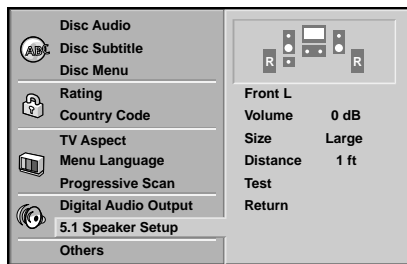 Disc Audio
ABC
Disc Subtitle
Disc Menu
Rating
Country Code
TV Aspect
Menu Language
Progressive Scan
Digital Audio Output
5.1 Speaker Setup
Others
R R
Front L
Volume 0 dB
Size Large
Distance 1 ft
Test
Return